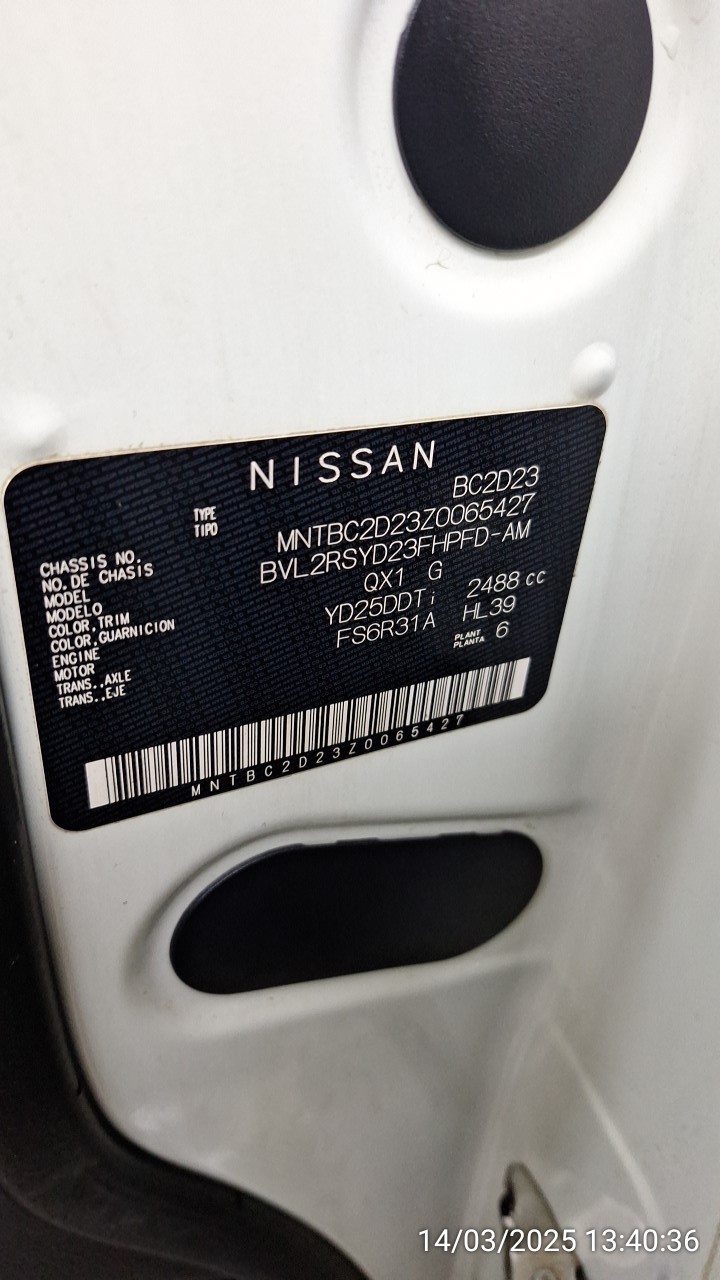 NISSAN
TYPE
TIPO
BC2D23
CHASSIS NO.
NO. DE CHASIS
MNTBC2D23Z0065427
MODEL
MODELO
BVL2RSYD23FHPFD-AM
COLOR,TRIM
COLOR,GUARNICION
QX1 G
ENGINE
MOTOR
YD25DDTi 2488 cc
TRANS.,AXLE
TRANS.,EJE
FS6R31A HL39
PLANT
PLANTA
6
MNTBC2D23Z0065427
14/03/2025 13:40:36